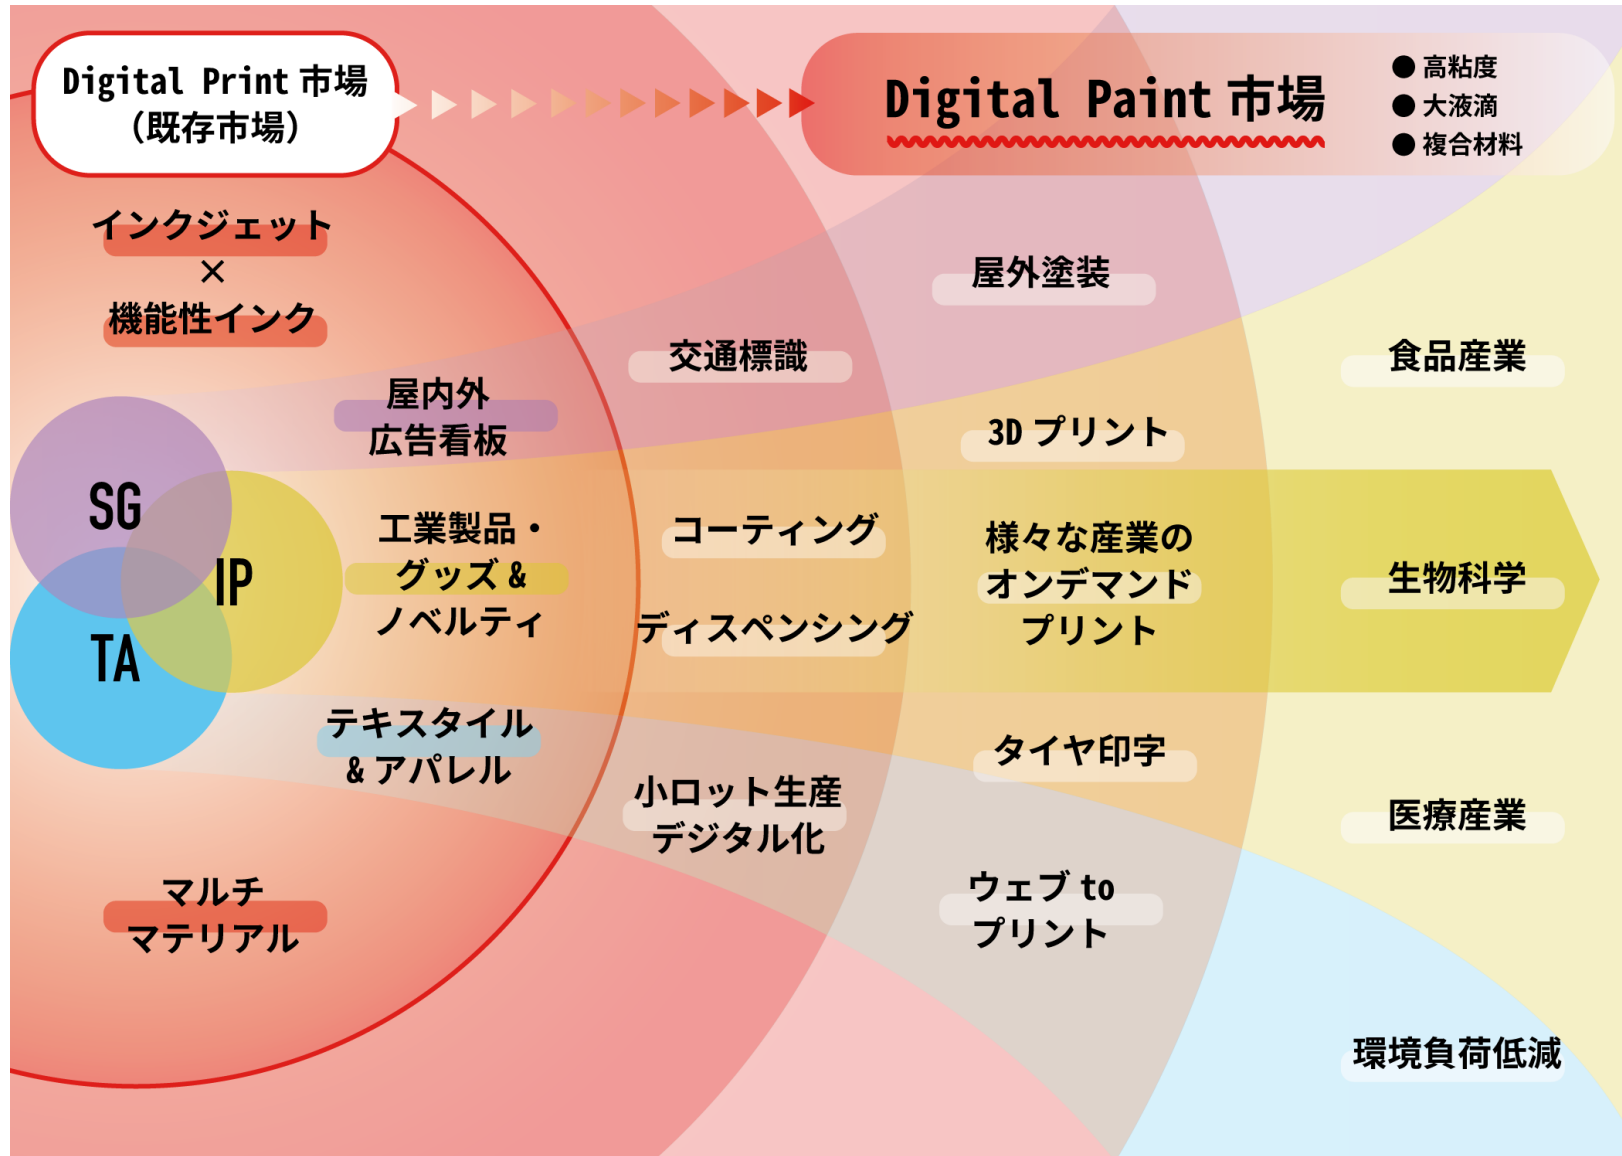 Digital Print 市場
（既存市場）
Digital Paint 市場
● 高粘度
● 大液滴
● 複合材料
インクジェット
×
機能性インク
屋内外
広告看板
交通標識
屋外塗装
食品産業
3D プリント
SG
IP
TA
工業製品・
グッズ &
ノベルティ
コーティング
ディスペンシング
様々な産業の
オンデマンド
プリント
生物科学
テキスタイル
& アパレル
小ロット生産
デジタル化
タイヤ印字
医療産業
マルチ
マテリアル
ウェブ to
プリント
環境負荷低減